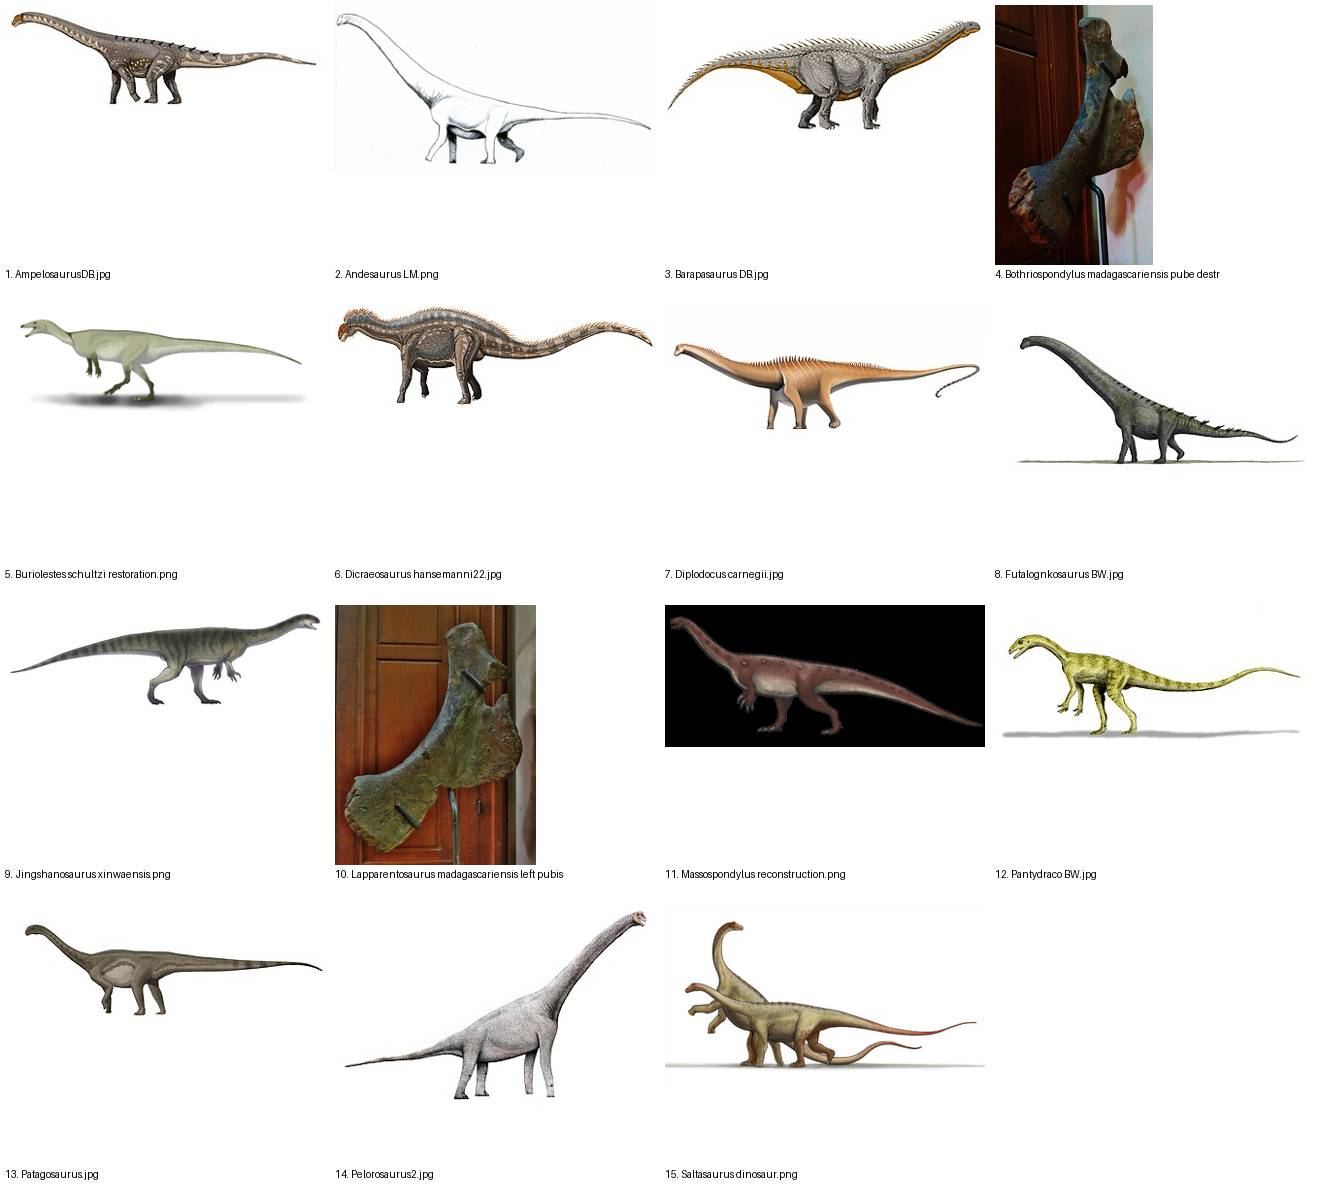 1. AmpelosaurusDB.jpg
2. Andesaurus LM.png
3. Barapasaurus DB.jpg
4. Bothriospondylus madagascariensis pube destr
5. Buriolestes schultzi restoration.png
6. Dicraeosaurus hansemanni22.jpg
7. Diplodocus carnegii.jpg
8. Futalognkosaurus BW.jpg
9. Jingshanosaurus xinwaensis.png
10. Lapparentosaurus madagascariensis left pubis
11. Massospondylus reconstruction.png
12. Pantydraco BW.jpg
13. Patagosaurus.jpg
14. Pelorosaurus2.jpg
15. Saltasaurus dinosaur.png